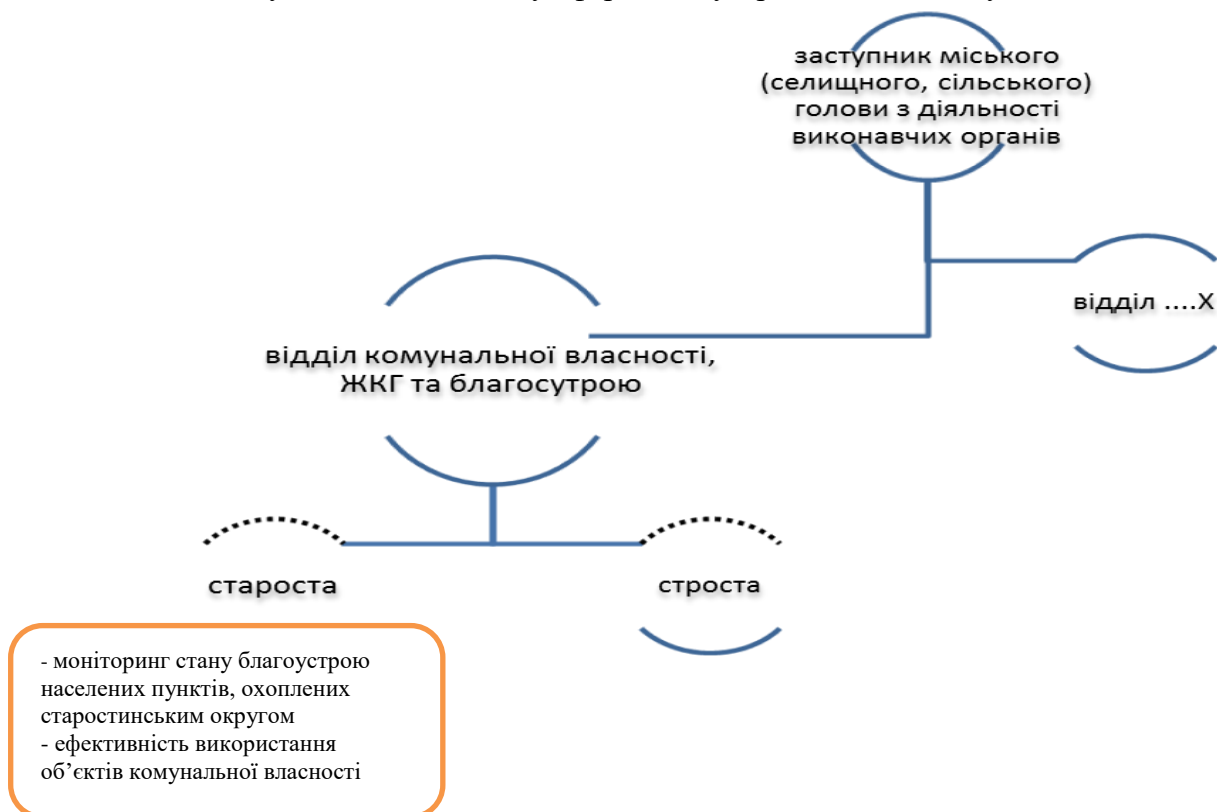 заступник міського
(селищного, сільського)
голови з діяльності
виконавчих органів
відділ ....Х
відділ комунальної власності,
ЖКГ та благосутрою
староста
строста
- моніторинг стану благоустрою
населених пунктів, охоплених
старостинським округом
- ефективність використання
об’єктів комунальної власності